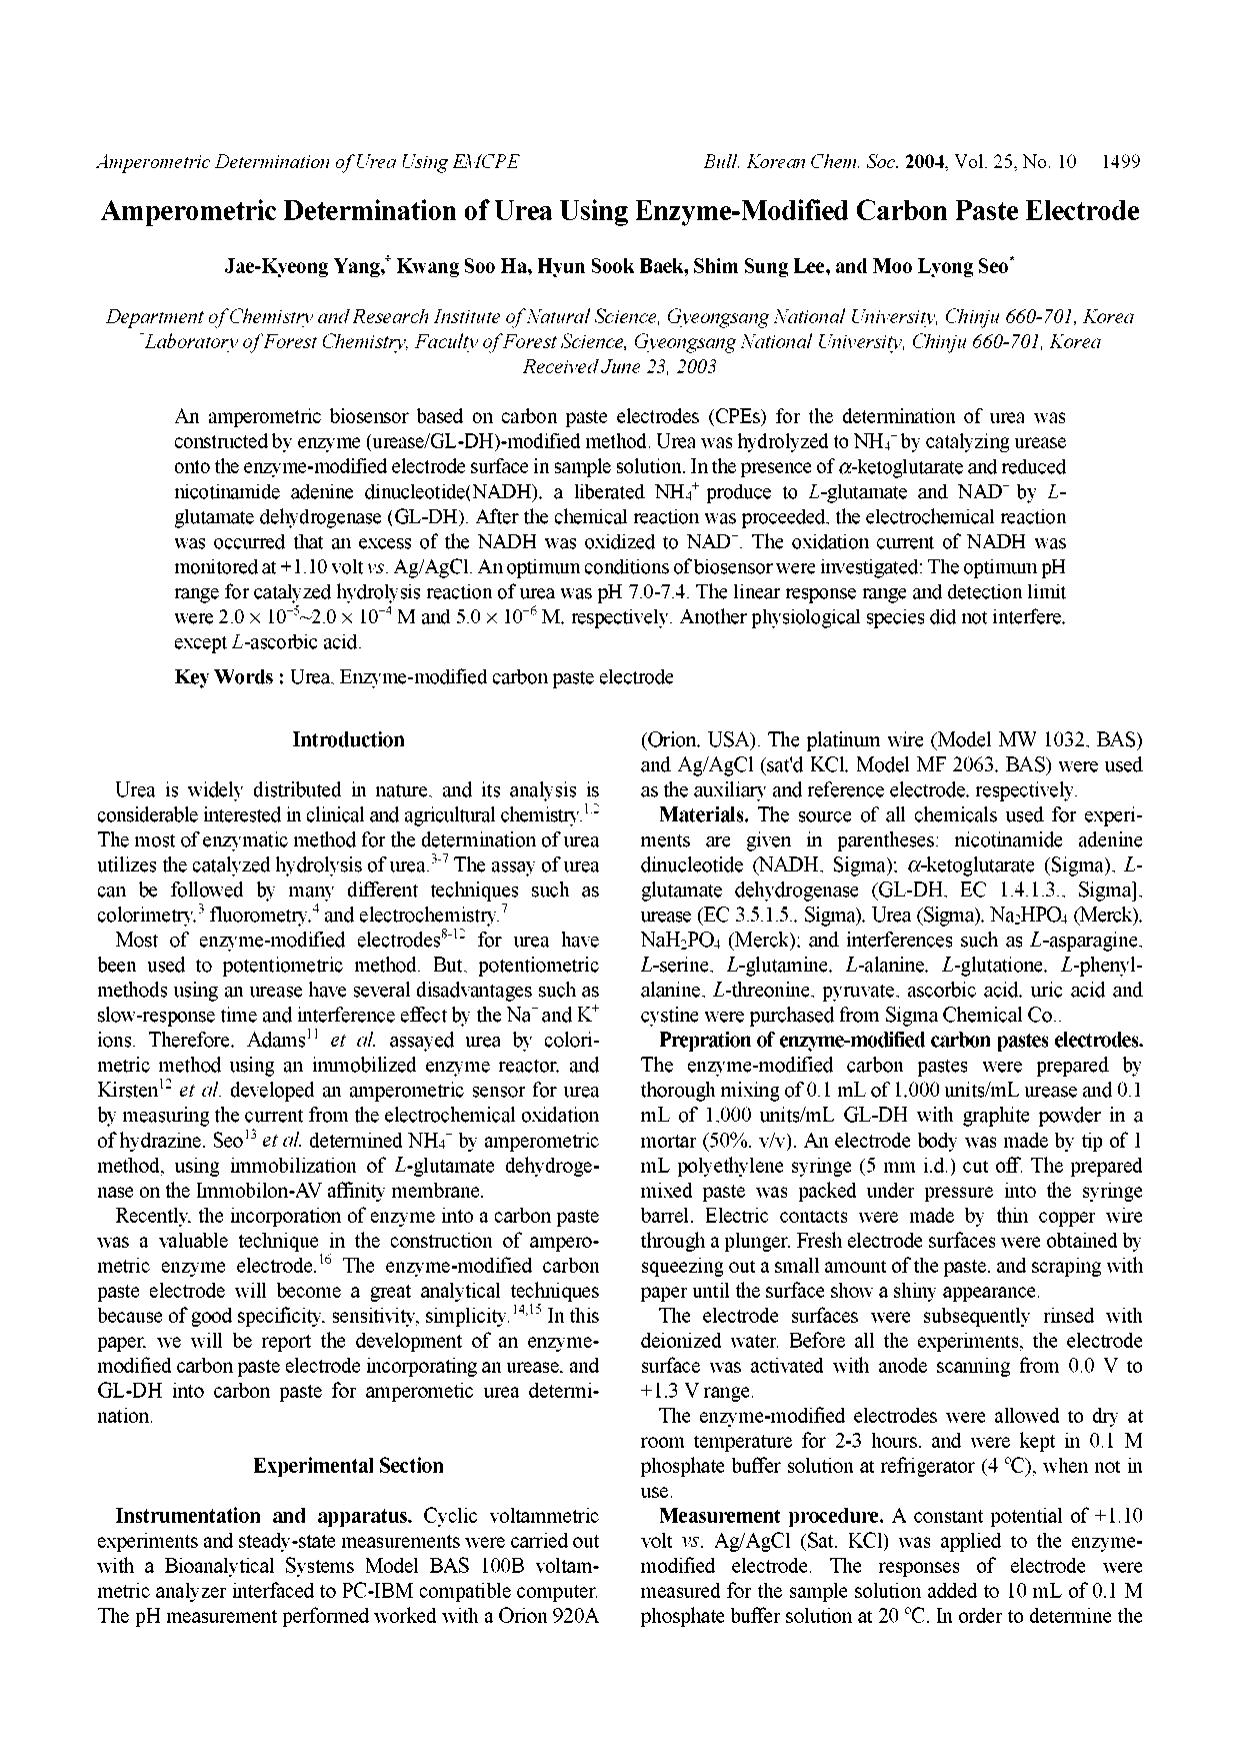 Amperometric Determination of Urea Using EMCPE Bull. Korean Chem. Soc. 2004, Vol. 25, No. 10 1499
Amperometric Determination of Urea Using Enzyme-Modified Carbon Paste Electrode
Jae-Kyeong Yang,† Kwang Soo Ha, Hyun Sook Baek, Shim Sung Lee, and Moo Lyong Seo*
Department of Chemistry and Research Institute of Natural Science, Gyeongsang National University, Chinju 660-701, Korea
Laboratory of Forest Chemistry, Faculty of Forest Science, Gyeongsang National University, Chinju 660-701, Korea
Received June 23, 2003
An amperometric biosensor based on carbon paste electrodes (CPEs) for the determination of urea was
constructed by enzyme (urease/GL-DH)-modified method. Urea was hydrolyzed to NH₄⁻ by catalyzing urease
onto the enzyme-modified electrode surface in sample solution. In the presence of α-ketoglutarate and reduced
nicotinamide adenine dinucleotide(NADH), a liberated NH₄⁺ produce to L-glutamate and NAD⁻ by L-
glutamate dehydrogenase (GL-DH). After the chemical reaction was proceeded, the electrochemical reaction
was occurred that an excess of the NADH was oxidized to NAD⁻. The oxidation current of NADH was
monitored at +1.10 volt vs. Ag/AgCl. An optimum conditions of biosensor were investigated: The optimum pH
range for catalyzed hydrolysis reaction of urea was pH 7.0-7.4. The linear response range and detection limit
were 2.0 × 10⁻⁵~2.0 × 10⁻⁴ M and 5.0 × 10⁻⁶ M, respectively. Another physiological species did not interfere,
except L-ascorbic acid.
Key Words : Urea, Enzyme-modified carbon paste electrode
Introduction
Urea is widely distributed in nature, and its analysis is
considerable interested in clinical and agricultural chemistry.¹,²
The most of enzymatic method for the determination of urea
utilizes the catalyzed hydrolysis of urea.³⁻⁷ The assay of urea
can be followed by many different techniques such as
colorimetry,³ fluorometry,⁴ and electrochemistry.⁷
Most of enzyme-modified electrodes⁸⁻¹² for urea have
been used to potentiometric method. But, potentiometric
methods using an urease have several disadvantages such as
slow-response time and interference effect by the Na⁻ and K⁺
ions. Therefore, Adams¹¹ et al. assayed urea by colori-
metric method using an immobilized enzyme reactor, and
Kirsten¹² et al. developed an amperometric sensor for urea
by measuring the current from the electrochemical oxidation
of hydrazine. Seo¹³ et al. determined NH₄⁻ by amperometric
method, using immobilization of L-glutamate dehydroge-
nase on the Immobilon-AV affinity membrane.
Recently, the incorporation of enzyme into a carbon paste
was a valuable technique in the construction of ampero-
metric enzyme electrode.¹⁶ The enzyme-modified carbon
paste electrode will become a great analytical techniques
because of good specificity, sensitivity, simplicity.¹⁴,¹⁵ In this
paper, we will be report the development of an enzyme-
modified carbon paste electrode incorporating an urease, and
GL-DH into carbon paste for amperometic urea determi-
nation.
Experimental Section
Instrumentation and apparatus. Cyclic voltammetric
experiments and steady-state measurements were carried out
with a Bioanalytical Systems Model BAS 100B voltam-
metric analyzer interfaced to PC-IBM compatible computer.
The pH measurement performed worked with a Orion 920A
(Orion, USA). The platinum wire (Model MW 1032, BAS)
and Ag/AgCl (sat'd KCl, Model MF 2063, BAS) were used
as the auxiliary and reference electrode, respectively.
Materials. The source of all chemicals used for experi-
ments are given in parentheses: nicotinamide adenine
dinucleotide (NADH, Sigma); α-ketoglutarate (Sigma), L-
glutamate dehydrogenase (GL-DH, EC 1.4.1.3., Sigma],
urease (EC 3.5.1.5., Sigma), Urea (Sigma), Na₂HPO₄ (Merck),
NaH₂PO₄ (Merck); and interferences such as L-asparagine,
L-serine, L-glutamine, L-alanine, L-glutatione, L-phenyl-
alanine, L-threonine, pyruvate, ascorbic acid, uric acid and
cystine were purchased from Sigma Chemical Co..
Prepration of enzyme-modified carbon pastes electrodes.
The enzyme-modified carbon pastes were prepared by
thorough mixing of 0.1 mL of 1,000 units/mL urease and 0.1
mL of 1,000 units/mL GL-DH with graphite powder in a
mortar (50%, v/v). An electrode body was made by tip of 1
mL polyethylene syringe (5 mm i.d.) cut off. The prepared
mixed paste was packed under pressure into the syringe
barrel. Electric contacts were made by thin copper wire
through a plunger. Fresh electrode surfaces were obtained by
squeezing out a small amount of the paste, and scraping with
paper until the surface show a shiny appearance.
The electrode surfaces were subsequently rinsed with
deionized water. Before all the experiments, the electrode
surface was activated with anode scanning from 0.0 V to
+1.3 V range.
The enzyme-modified electrodes were allowed to dry at
room temperature for 2-3 hours, and were kept in 0.1 M
phosphate buffer solution at refrigerator (4 °C), when not in
use.
Measurement procedure. A constant potential of +1.10
volt vs. Ag/AgCl (Sat. KCl) was applied to the enzyme-
modified electrode. The responses of electrode were
measured for the sample solution added to 10 mL of 0.1 M
phosphate buffer solution at 20 °C. In order to determine the